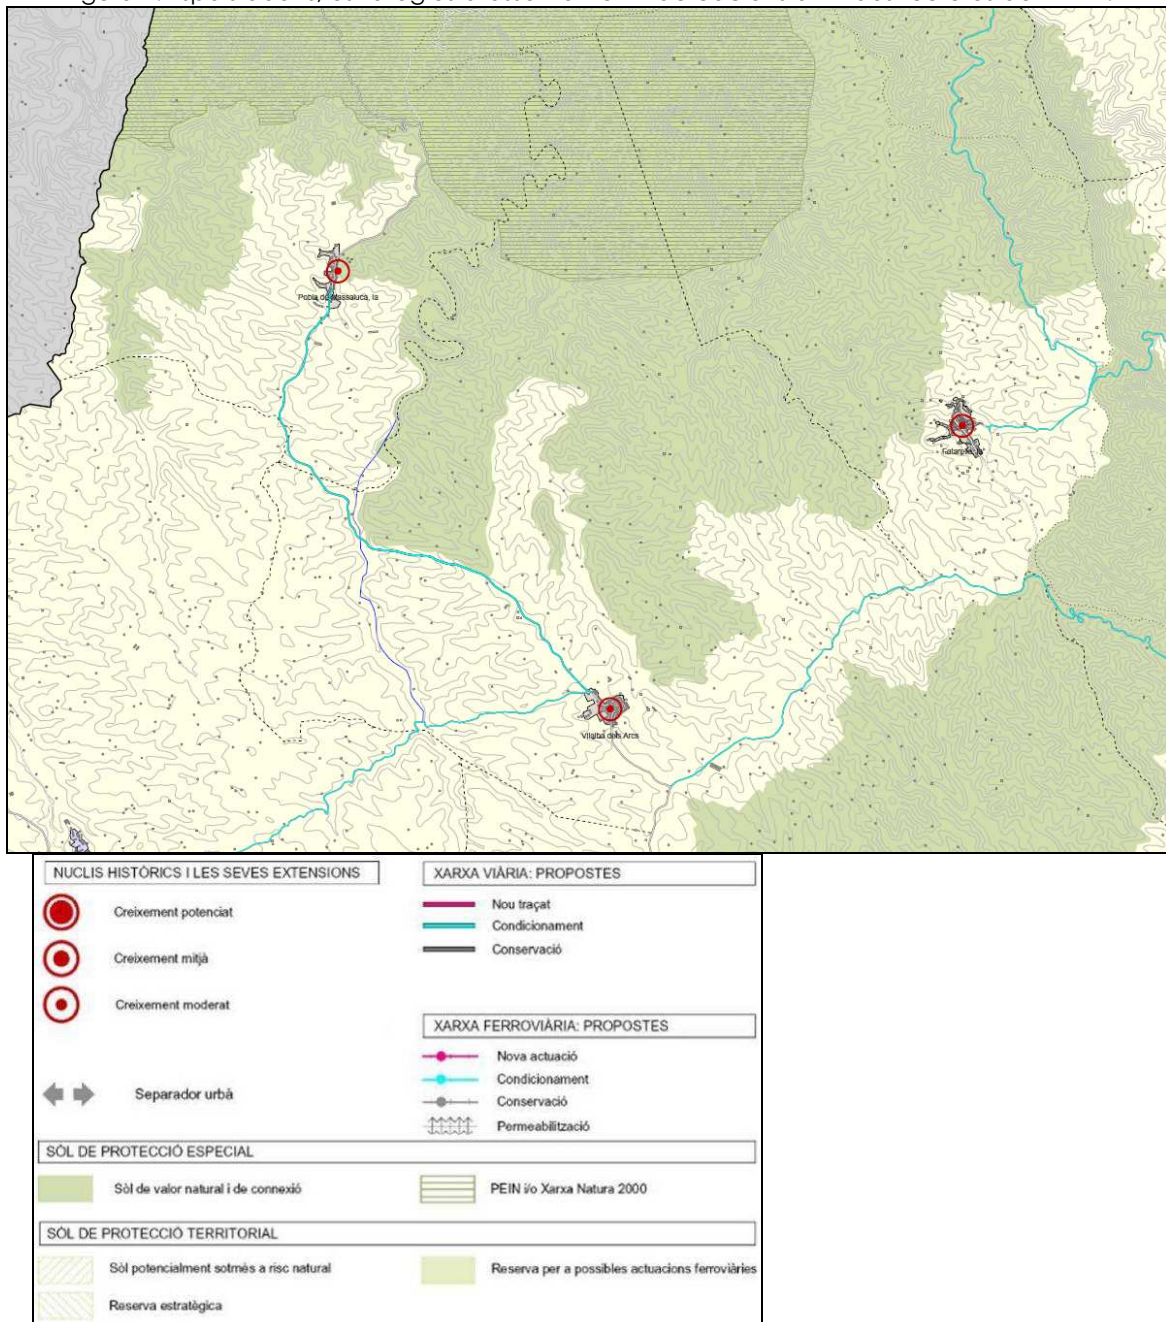 Pobla de Massaluca, la
Vilalba dels Arcs
NUCLIS HISTÒRICS I LES SEVES EXTENSIONS
Creixement potenciat
Creixement mitjà
Creixement moderat
Separador urbà
XARXA VIÀRIA: PROPOSTES
Nou traçat
Condicionament
Conservació
XARXA FERROVIÀRIA: PROPOSTES
Nova actuació
Condicionament
Conservació
Permeabilització
SÒL DE PROTECCIÓ ESPECIAL
Sòl de valor natural i de connexió
PEIN i/o Xarxa Natura 2000
SÒL DE PROTECCIÓ TERRITORIAL
Sòl potencialment sotmès a risc natural
Reserva per a possibles actuacions ferroviàries
Reserva estratègica